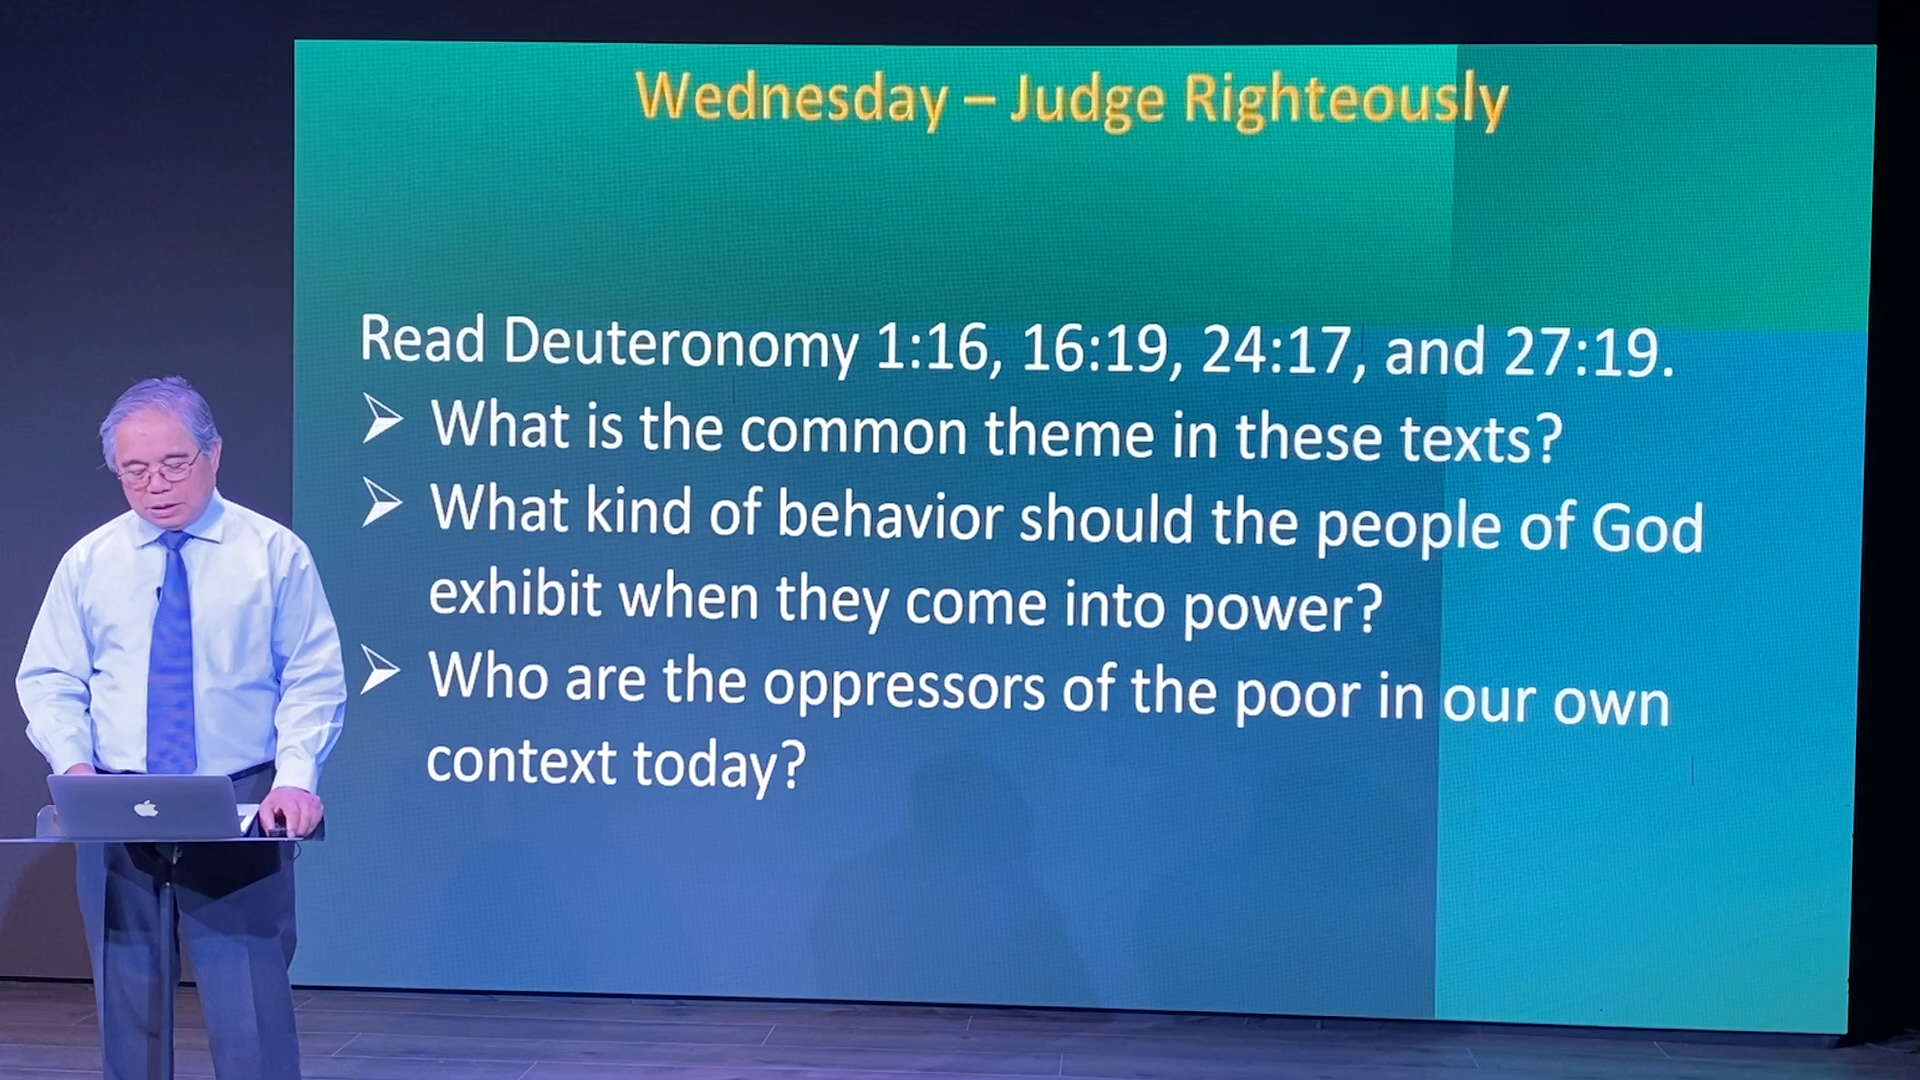 Wednesday – Judge Righteously
Read Deuteronomy 1:16, 16:19, 24:17, and 27:19.
➢ What is the common theme in these texts?
➢ What kind of behavior should the people of God
exhibit when they come into power?
➢ Who are the oppressors of the poor in our own
context today?